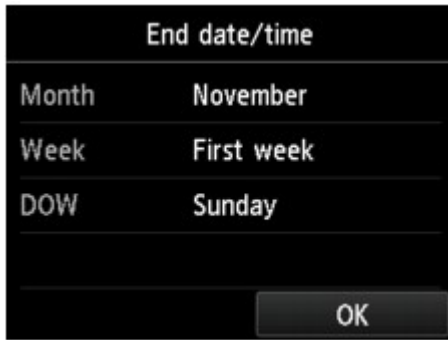 End date/time
Month November
Week First week
DOW Sunday
OK